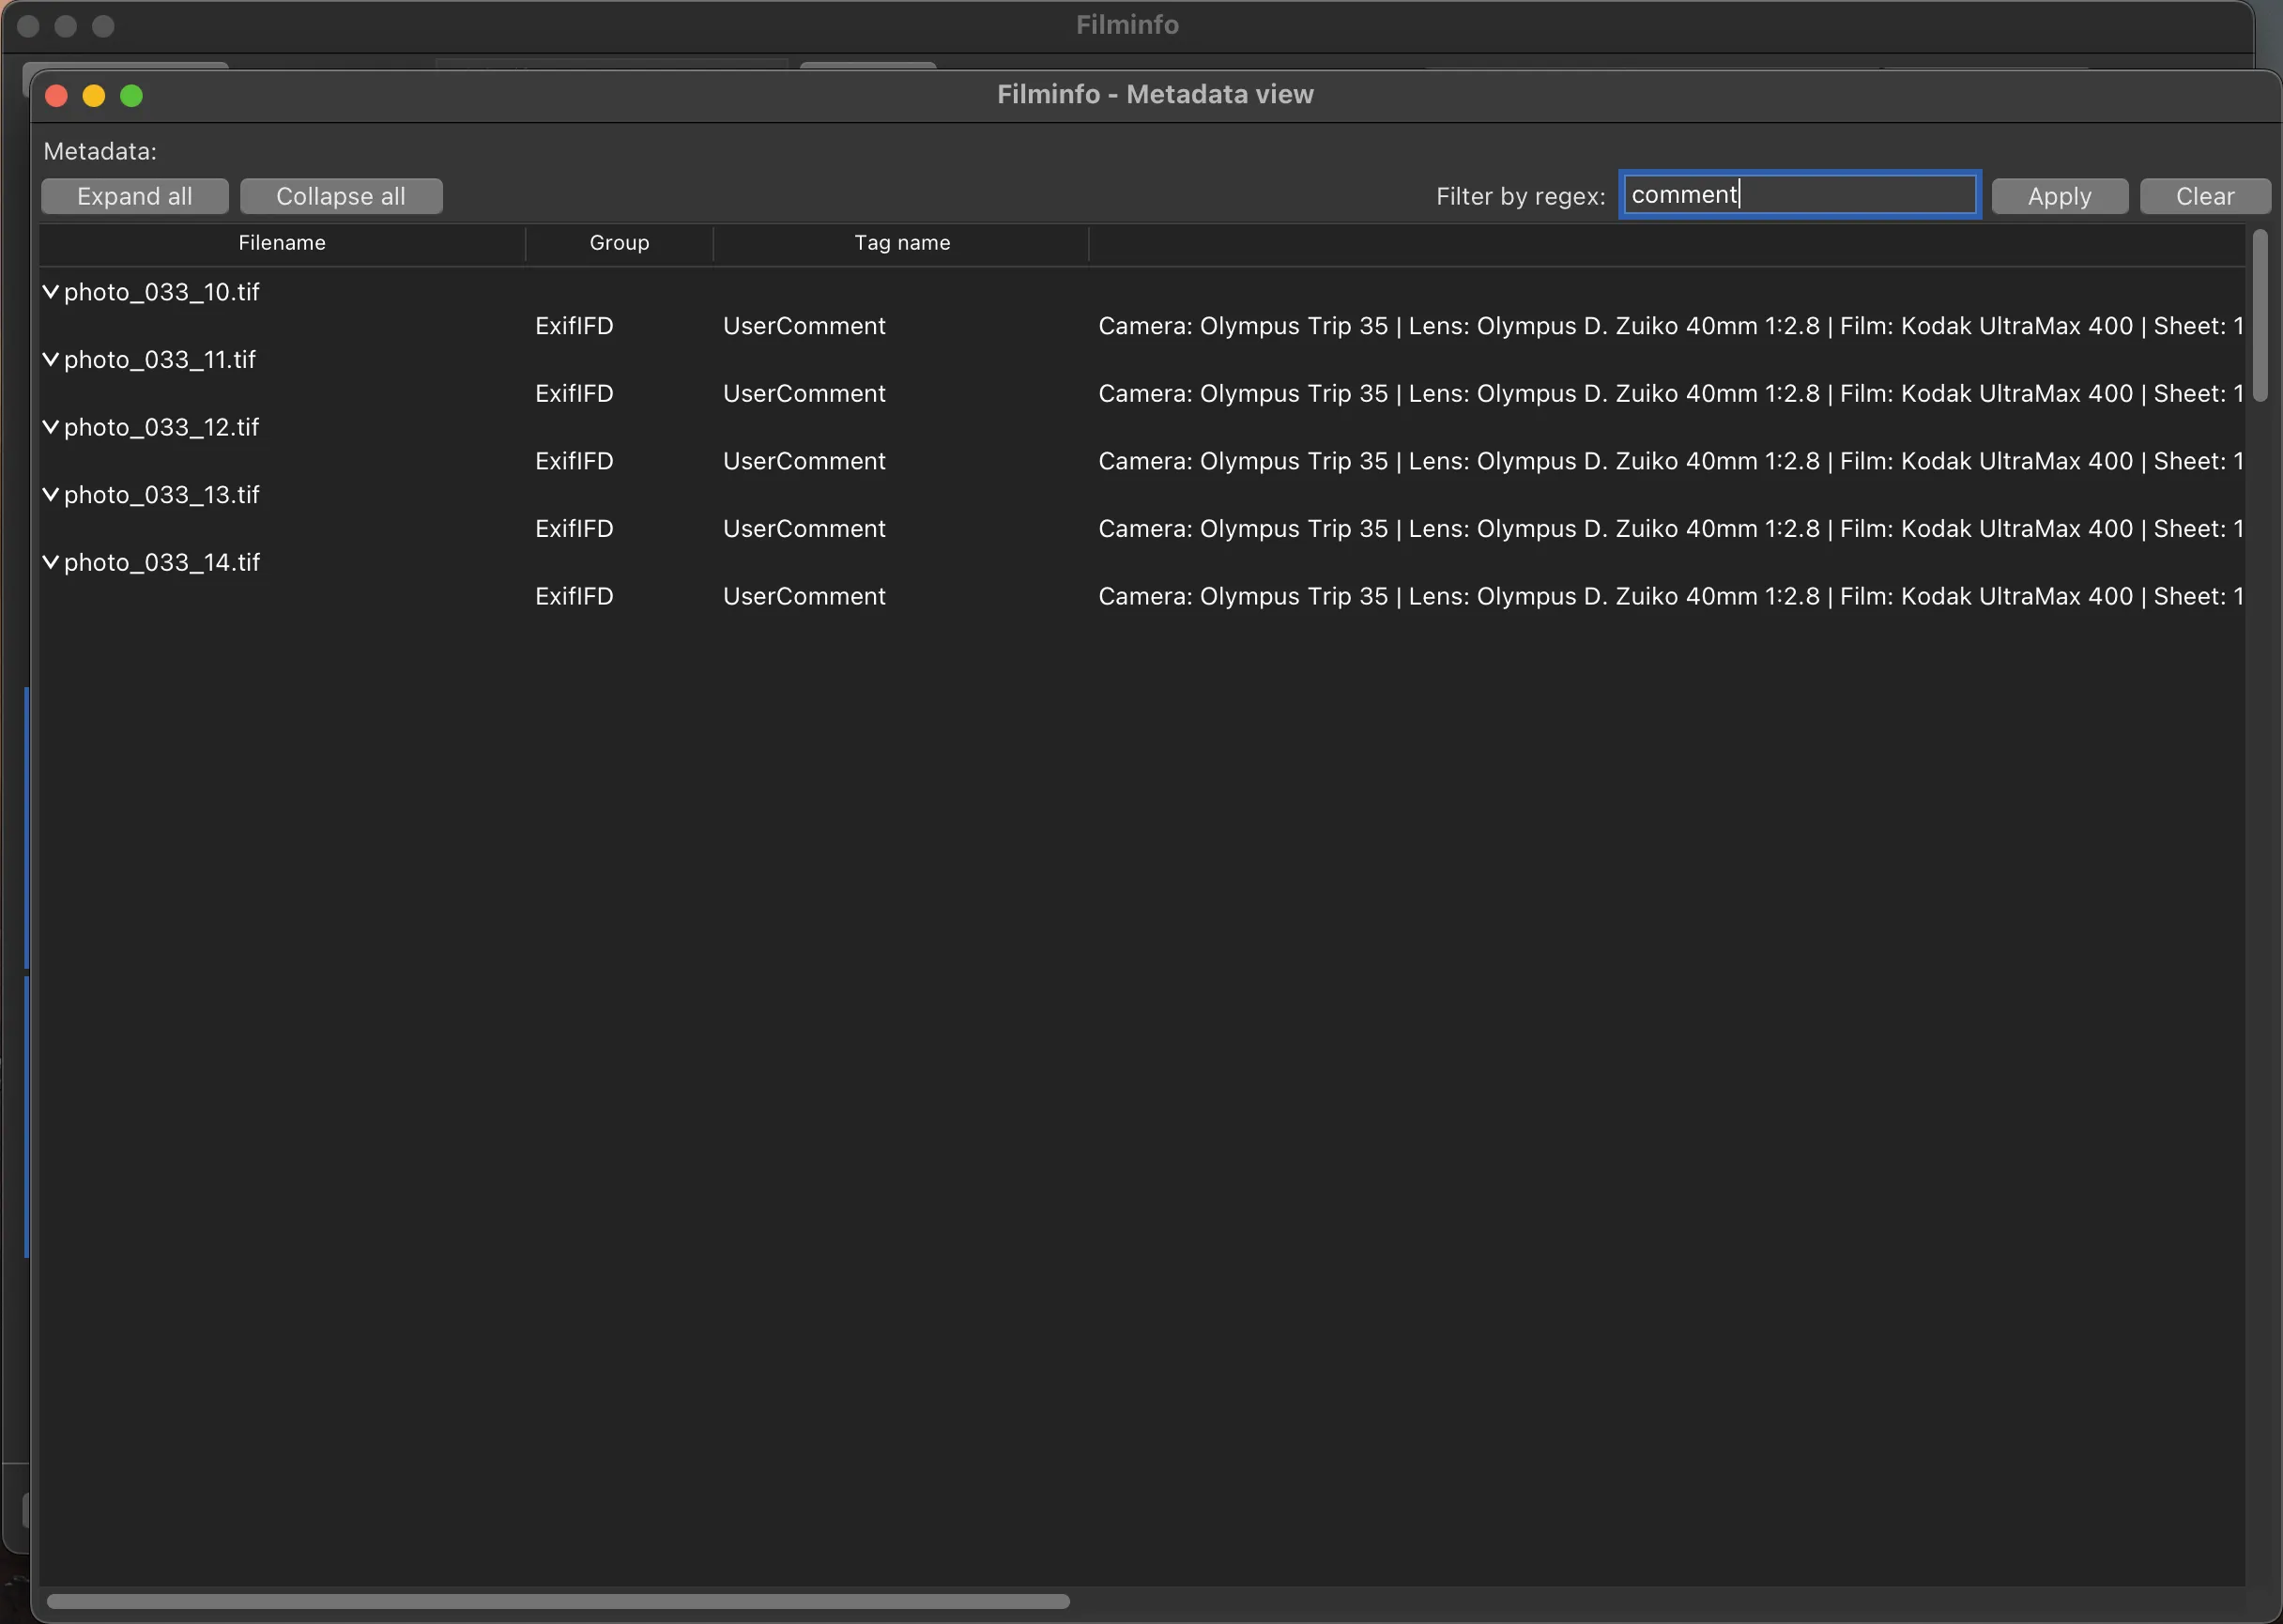 Filminfo
Filminfo - Metadata view
Metadata:
Expand all Collapse all Filter by regex: comment Apply Clear
Filename Group Tag name
photo_033_10.tif
ExifIFD UserComment Camera: Olympus Trip 35 | Lens: Olympus D. Zuiko 40mm 1:2.8 | Film: Kodak UltraMax 400 | Sheet: 1
photo_033_11.tif
ExifIFD UserComment Camera: Olympus Trip 35 | Lens: Olympus D. Zuiko 40mm 1:2.8 | Film: Kodak UltraMax 400 | Sheet: 1
photo_033_12.tif
ExifIFD UserComment Camera: Olympus Trip 35 | Lens: Olympus D. Zuiko 40mm 1:2.8 | Film: Kodak UltraMax 400 | Sheet: 1
photo_033_13.tif
ExifIFD UserComment Camera: Olympus Trip 35 | Lens: Olympus D. Zuiko 40mm 1:2.8 | Film: Kodak UltraMax 400 | Sheet: 1
photo_033_14.tif
ExifIFD UserComment Camera: Olympus Trip 35 | Lens: Olympus D. Zuiko 40mm 1:2.8 | Film: Kodak UltraMax 400 | Sheet: 1